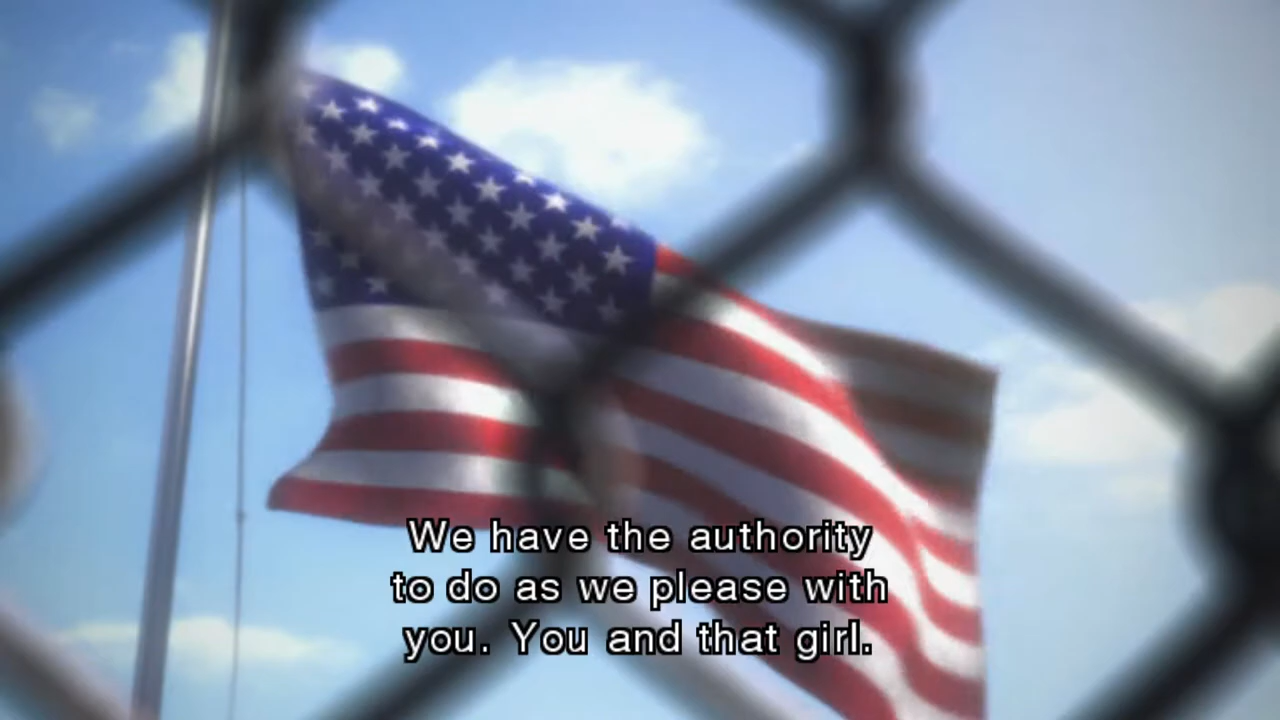 We have the authority
to do as we please with
you. You and that girl.